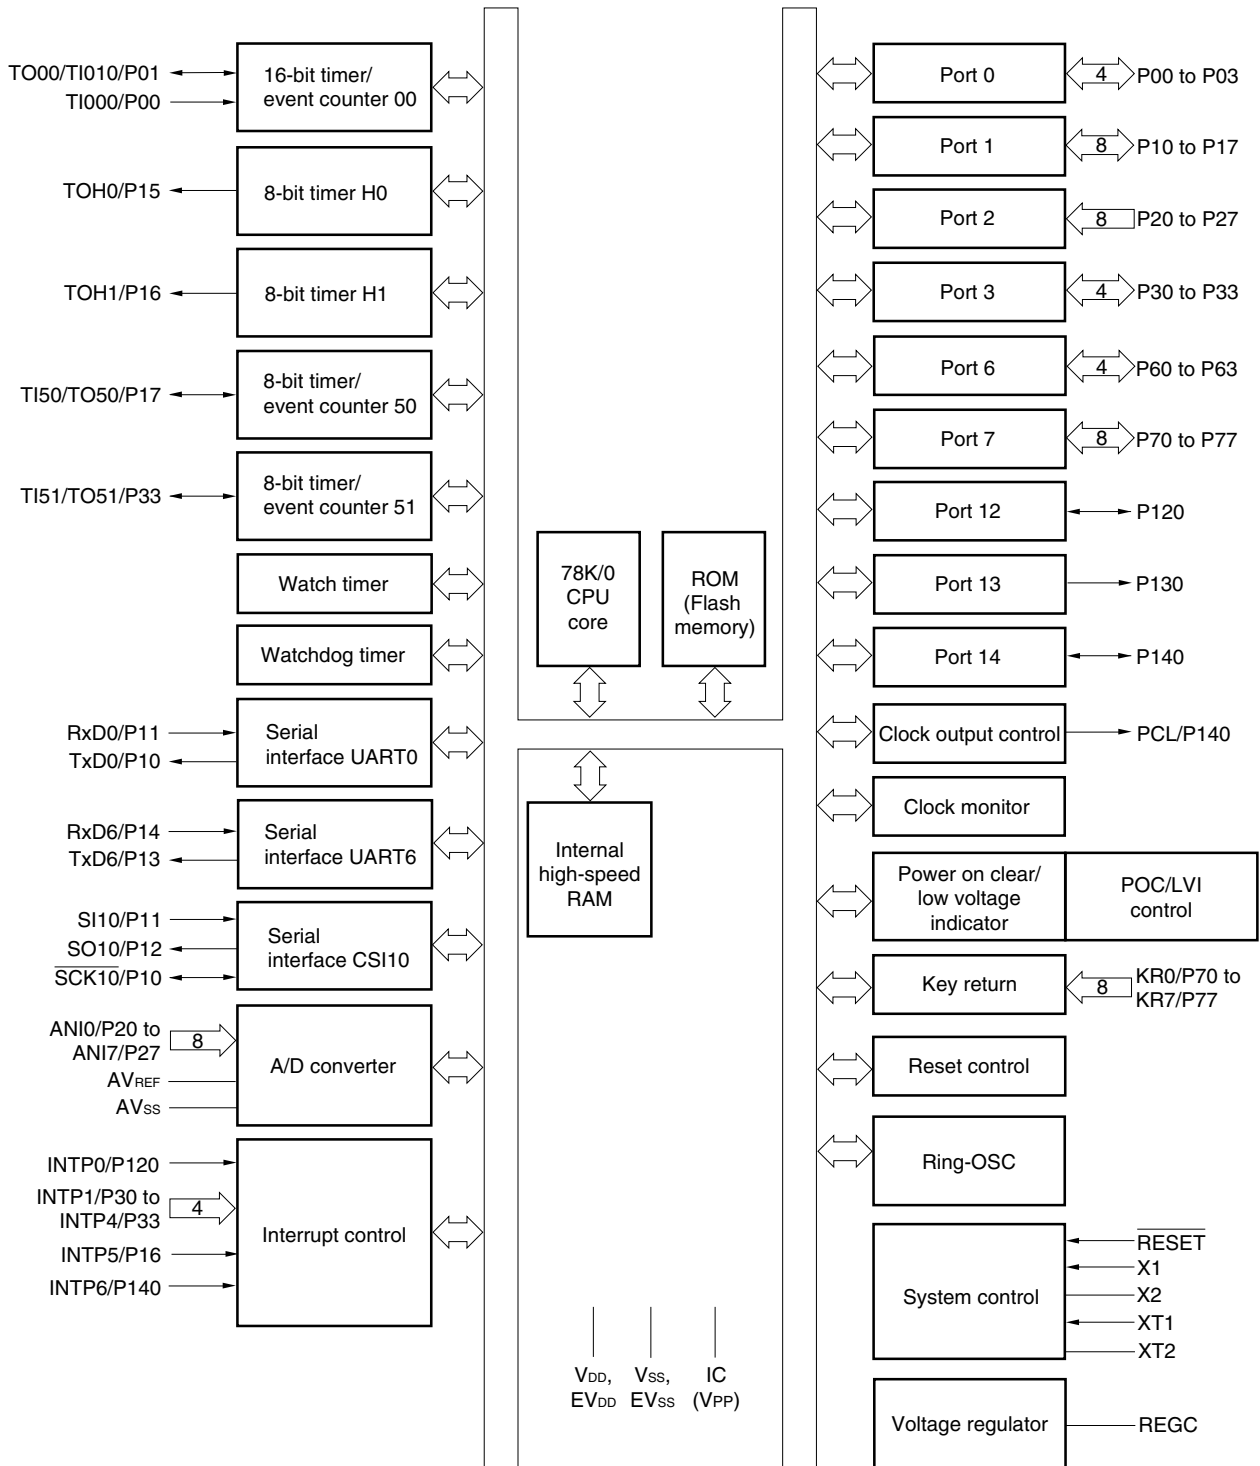 TO00/TI010/P01
TI000/P00
16-bit timer/
event counter 00
TOH0/P15
8-bit timer H0
TOH1/P16
8-bit timer H1
TI50/TO50/P17
8-bit timer/
event counter 50
TI51/TO51/P33
8-bit timer/
event counter 51
Watch timer
Watchdog timer
RxD0/P11
TxD0/P10
Serial
interface UART0
RxD6/P14
TxD6/P13
Serial
interface UART6
SI10/P11
SO10/P12
SCK10/P10
Serial
interface CSI10
ANI0/P20 to
ANI7/P27
8
AVREF
AVSS
A/D converter
INTP0/P120
INTP1/P30 to
INTP4/P33
4
INTP5/P16
INTP6/P140
Interrupt control
78K/0
CPU
core
ROM
(Flash
memory)
Internal
high-speed
RAM
VDD,
EVDD
VSS,
EVSS
IC
(VPP)
Port 0
4
P00 to P03
Port 1
8
P10 to P17
Port 2
8
P20 to P27
Port 3
4
P30 to P33
Port 6
4
P60 to P63
Port 7
8
P70 to P77
Port 12
P120
Port 13
P130
Port 14
P140
Clock output control
PCL/P140
Clock monitor
Power on clear/
low voltage
indicator
POC/LVI
control
Key return
8
KR0/P70 to
KR7/P77
Reset control
Ring-OSC
System control
RESET
X1
X2
XT1
XT2
Voltage regulator
REGC